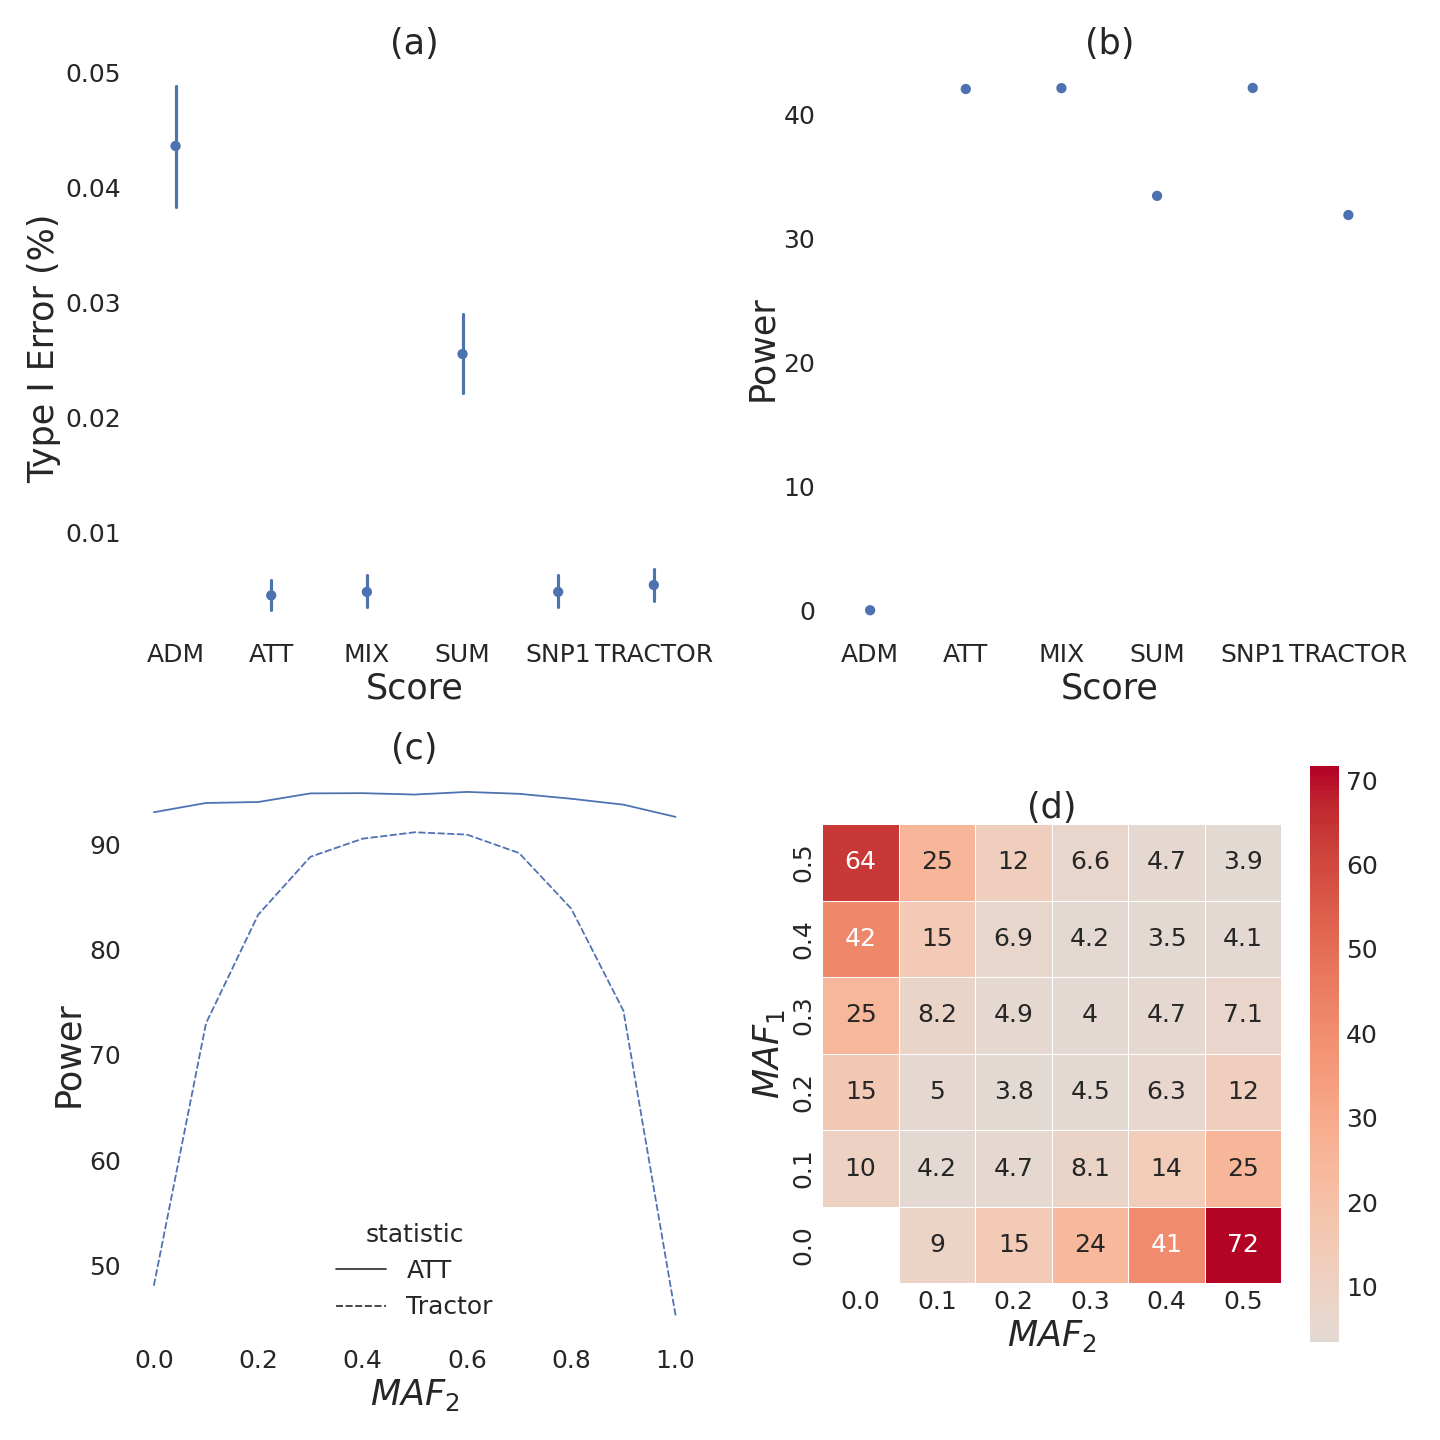 (a)
0.05
0.04
0.03
0.02
0.01
Type I Error (%)
ADM ATT MIX SUM SNP1 TRACTOR
Score
(b)
40
30
20
10
0
Power
ADM ATT MIX SUM SNP1 TRACTOR
Score
(c)
90
80
70
60
50
Power
statistic
ATT
Tractor
0.0 0.2 0.4 0.6 0.8 1.0
MAF2
(d)
0.5 64 25 12 6.6 4.7 3.9
0.4 42 15 6.9 4.2 3.5 4.1
0.3 25 8.2 4.9 4 4.7 7.1
0.2 15 5 3.8 4.5 6.3 12
0.1 10 4.2 4.7 8.1 14 25
0.0 9 15 24 41 72
MAF1
0.0 0.1 0.2 0.3 0.4 0.5
MAF2
70
60
50
40
30
20
10